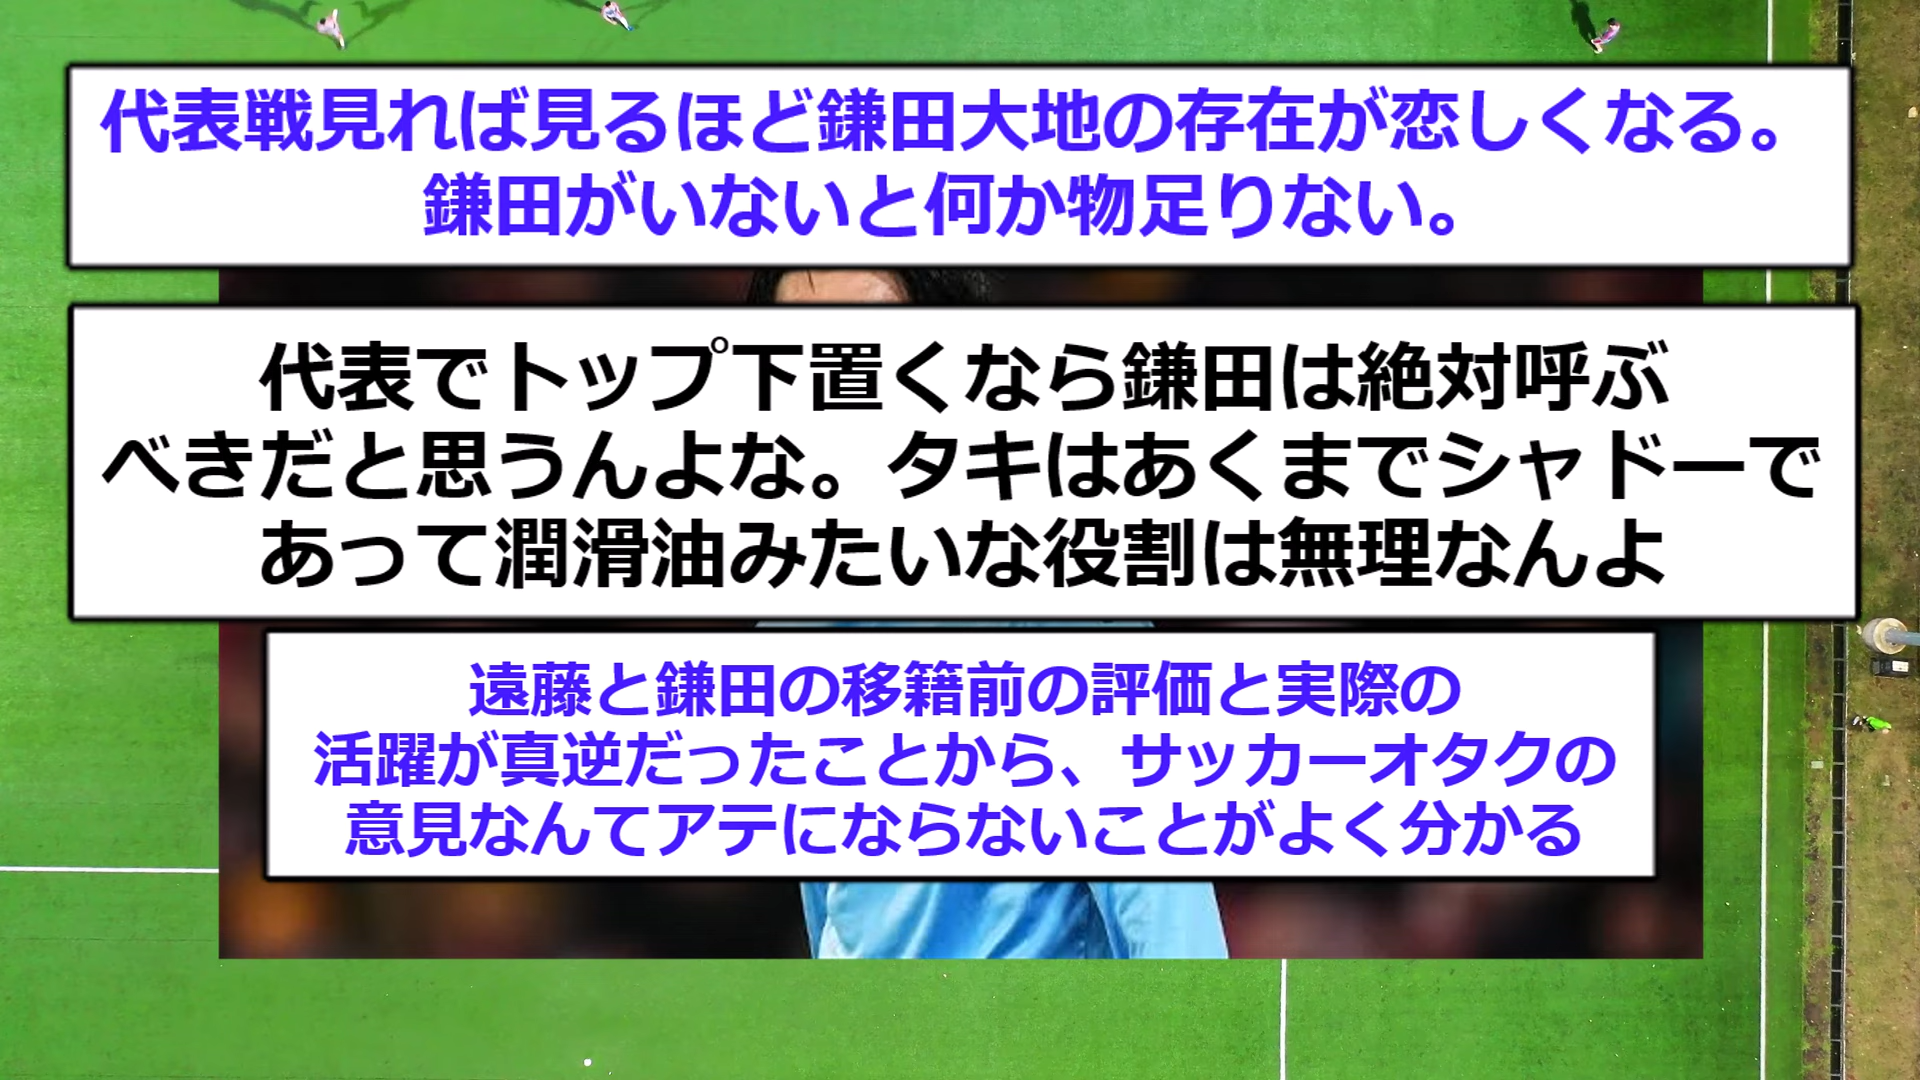 代表戦見れば見るほど鎌田大地の存在が恋しくなる。
鎌田がいないと何か物足りない。
代表でトップ下置くなら鎌田は絶対呼ぶ
べきだと思うんよな。タキはあくまでシャドーで
あって潤滑油みたいな役割は無理なんよ
遠藤と鎌田の移籍前の評価と実際の
活躍が真逆だったことから、サッカーオタクの
意見なんてアテにならないことがよく分かる